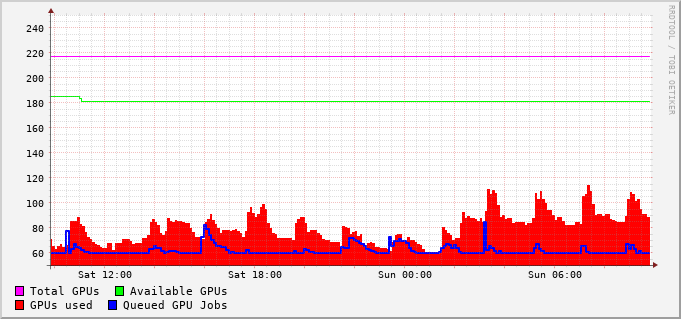 240
220
200
180
160
140
120
100
80
60
Sat 12:00 Sat 18:00 Sun 00:00 Sun 06:00
Total GPUs Available GPUs
GPUs used Queued GPU Jobs
RRDTOOL / TOBI OETIKER